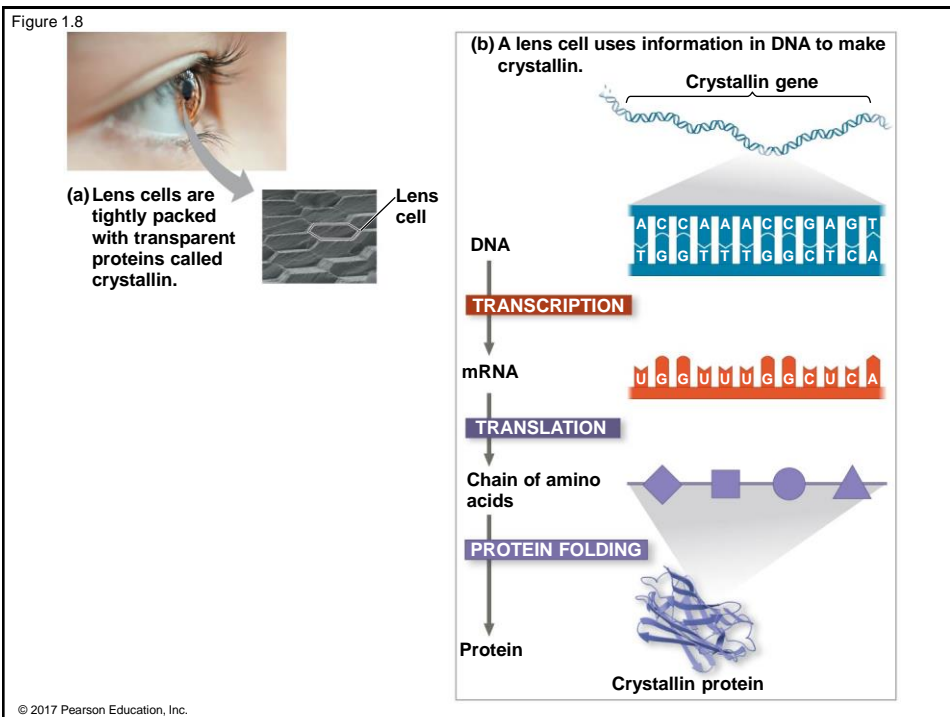 Figure 1.8
(a) Lens cells are
tightly packed
with transparent
proteins called
crystallin.
Lens
cell
(b) A lens cell uses information in DNA to make
crystallin.
Crystallin gene
A C C A A A C C G A G T
T G G T T T G G C T C A
DNA
TRANSCRIPTION
mRNA
U G G U U U G G C U C A
TRANSLATION
Chain of amino
acids
PROTEIN FOLDING
Protein
Crystallin protein
© 2017 Pearson Education, Inc.